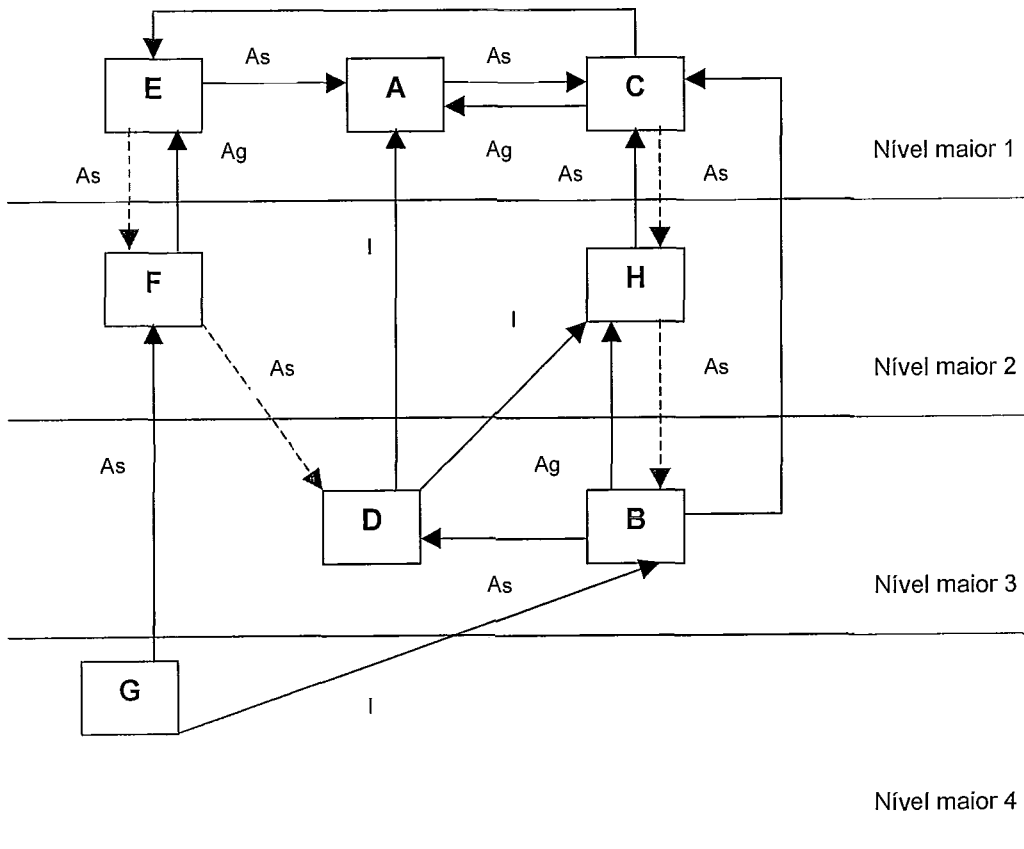 As
As
E
A
C
As
Ag
Ag
As
As
Nível maior 1
I
F
H
I
As
As
Nível maior 2
As
Ag
D
B
As
Nível maior 3
G
I
Nível maior 4